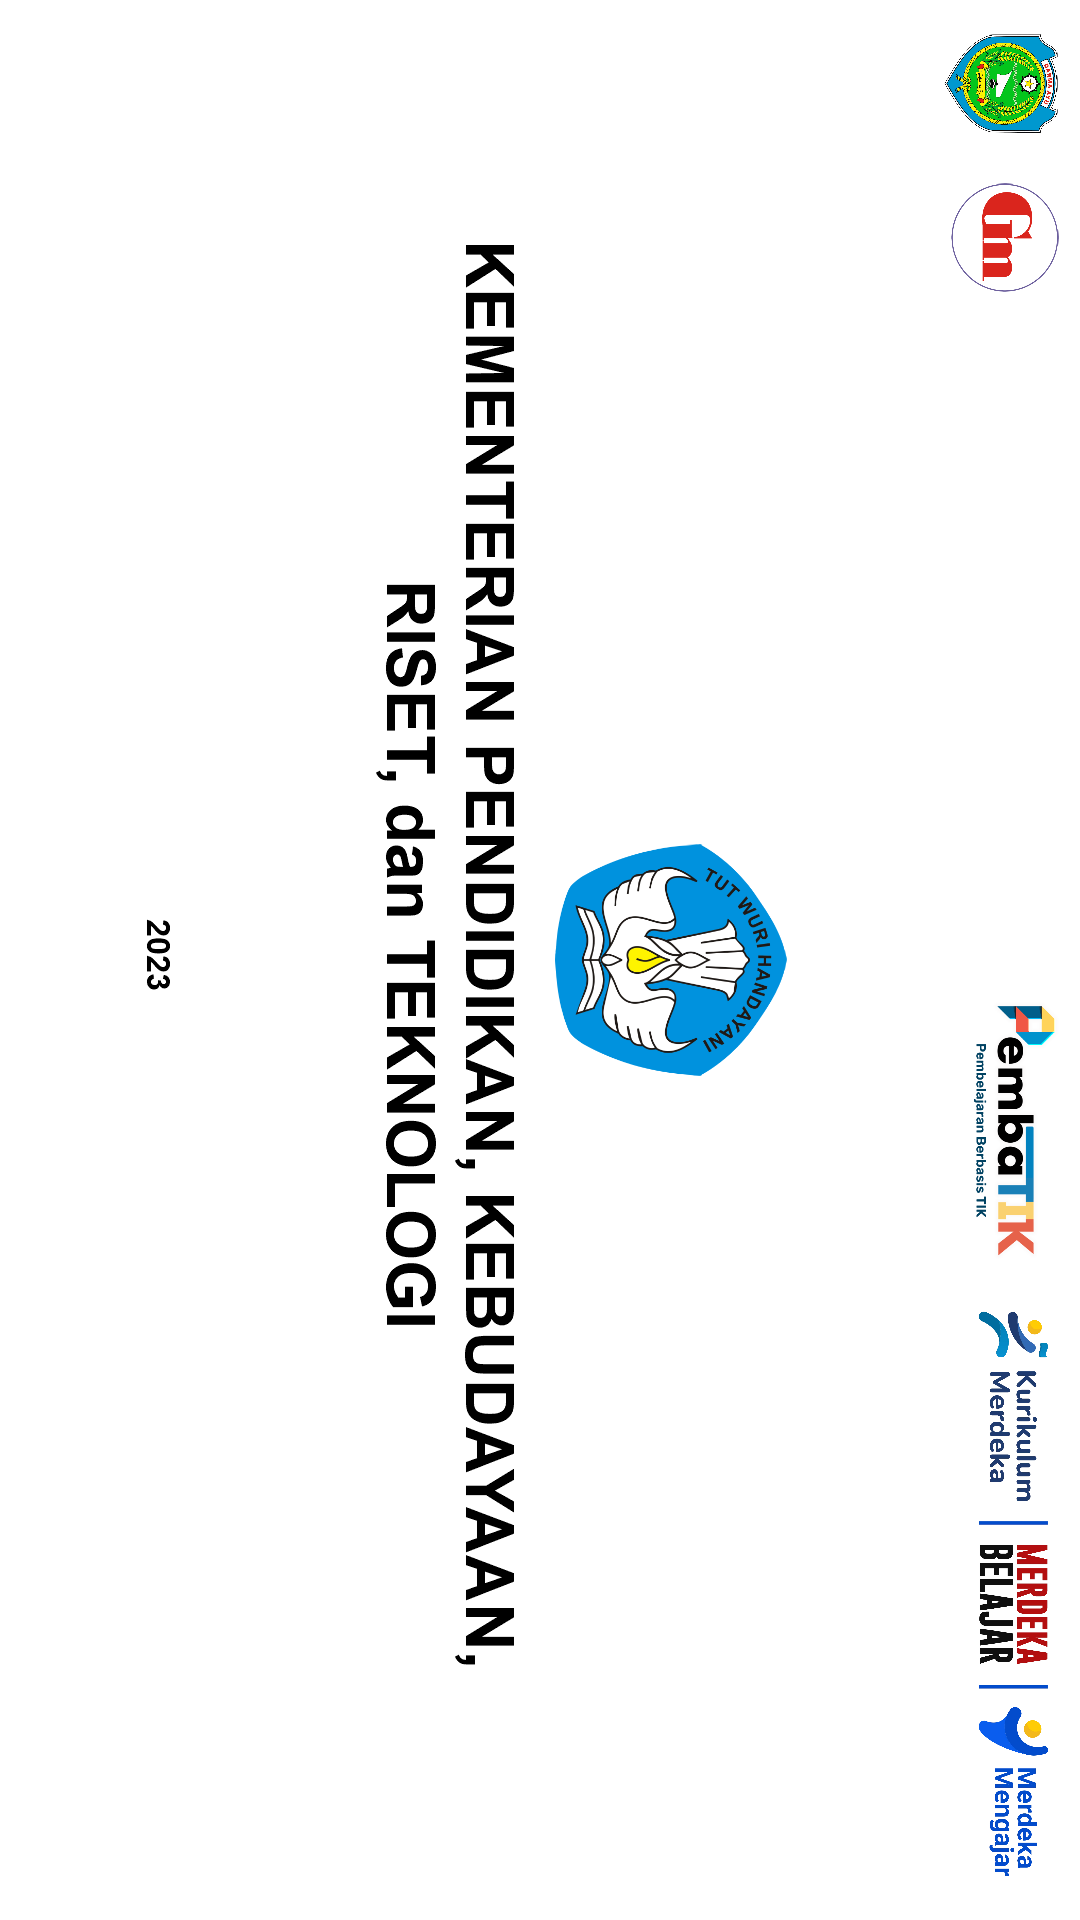 Gm
PembaTIK
Pembelajaran Berbasis TIK
Kurikulum
Merdeka
MERDEKA
BELAJAR
Merdeka
Mengajar
TUT WURI HANDAYANI
KEMENTERIAN PENDIDIKAN, KEBUDAYAAN,
RISET, dan TEKNOLOGI
2023